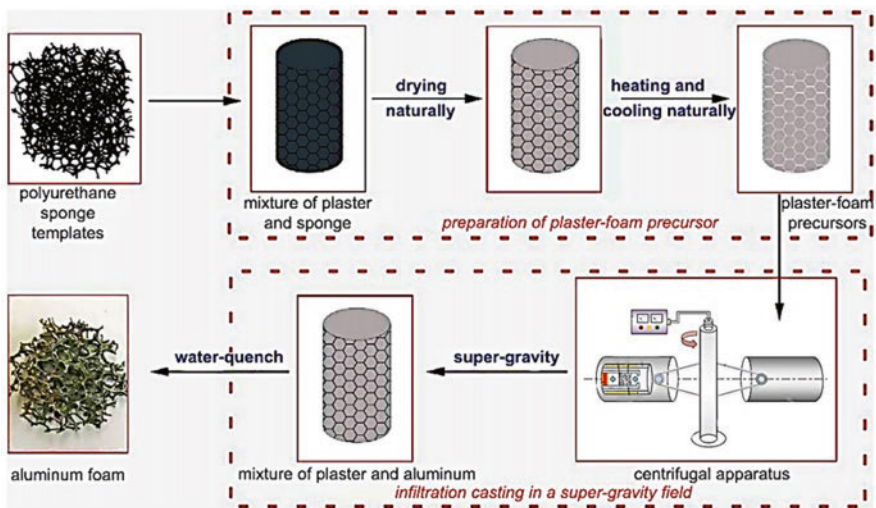 drying
naturally
heating and
cooling naturally
polyurethane
sponge
templates
mixture of plaster
and sponge
preparation of plaster-foam precursor
plaster-foam
precursors
water-quench
super-gravity
aluminum foam
mixture of plaster and aluminum
centrifugal apparatus
infiltration casting in a super-gravity field